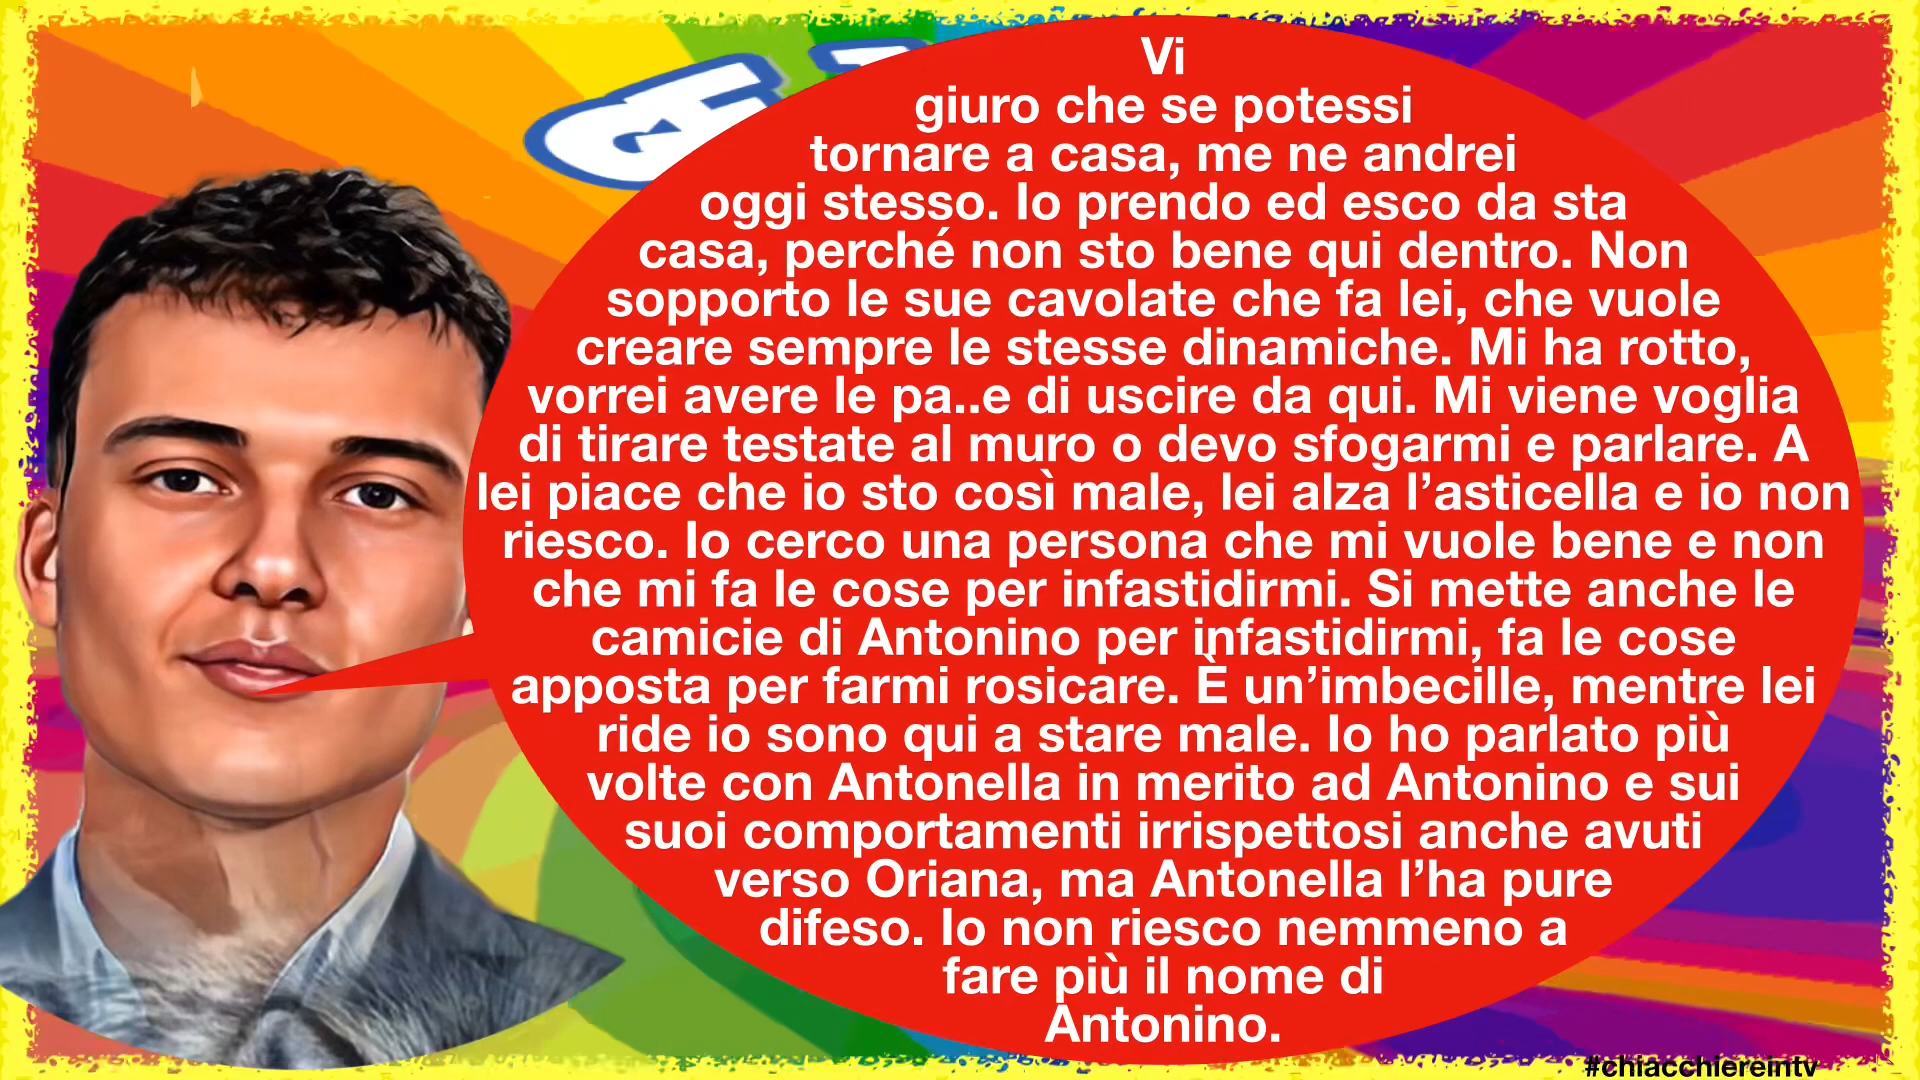 Vi
giuro che se potessi
tornare a casa, me ne andrei
oggi stesso. Io prendo ed esco da sta
casa, perché non sto bene qui dentro. Non
sopporto le sue cavolate che fa lei, che vuole
creare sempre le stesse dinamiche. Mi ha rotto,
vorrei avere le pa..e di uscire da qui. Mi viene voglia
di tirare testate al muro o devo sfogarmi e parlare. A
lei piace che io sto così male, lei alza l’asticella e io non
riesco. Io cerco una persona che mi vuole bene e non
che mi fa le cose per infastidirmi. Si mette anche le
camicie di Antonino per infastidirmi, fa le cose
apposta per farmi rosicare. È un’imbecille, mentre lei
ride io sono qui a stare male. Io ho parlato più
volte con Antonella in merito ad Antonino e sui
suoi comportamenti irrispettosi anche avuti
verso Oriana, ma Antonella l’ha pure
difeso. Io non riesco nemmeno a
fare più il nome di
Antonino.
#chiacchiereintv